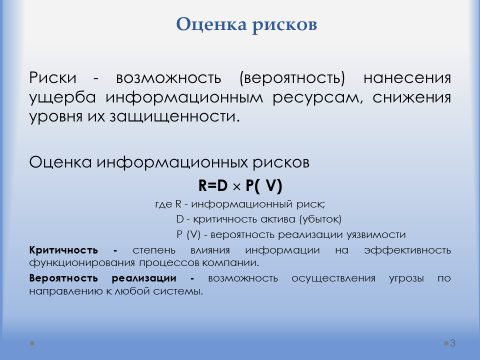 Оценка рисков
Риски - возможность (вероятность) нанесения
ущерба информационным ресурсам, снижения
уровня их защищенности.
Оценка информационных рисков
R=D × P( V)
где R - информационный риск;
D - критичность актива (убыток)
P (V) - вероятность реализации уязвимости
Критичность - степень влияния информации на эффективность
функционирования процессов компании.
Вероятность реализации - возможность осуществления угрозы по
направлению к любой системы.
3